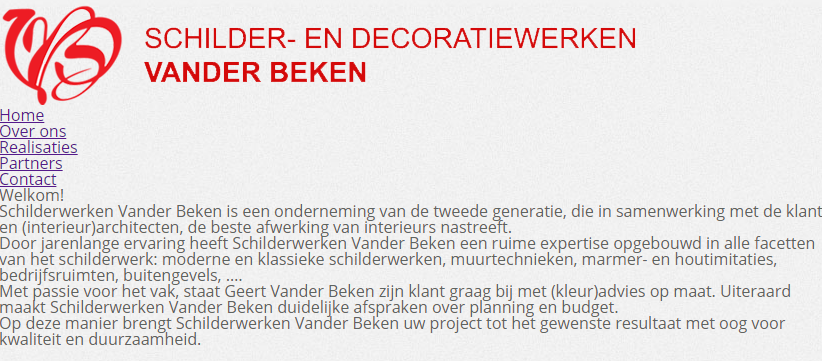 SCHILDER- EN DECORATIEWERKEN
VANDER BEKEN
Home
Over ons
Realisaties
Partners
Contact
Welkom!
Schilderwerken Vander Beken is een onderneming van de tweede generatie, die in samenwerking met de klant
en (interieur)architecten, de beste afwerking van interieurs nastreeft.
Door jarenlange ervaring heeft Schilderwerken Vander Beken een ruime expertise opgebouwd in alle facetten
van het schilderwerk: moderne en klassieke schilderwerken, muurtechnieken, marmer- en houtimitaties,
bedrijfsruimten, buitengevels, ....
Met passie voor het vak, staat Geert Vander Beken zijn klant graag bij met (kleur)advies op maat. Uiteraard
maakt Schilderwerken Vander Beken duidelijke afspraken over planning en budget.
Op deze manier brengt Schilderwerken Vander Beken uw project tot het gewenste resultaat met oog voor
kwaliteit en duurzaamheid.